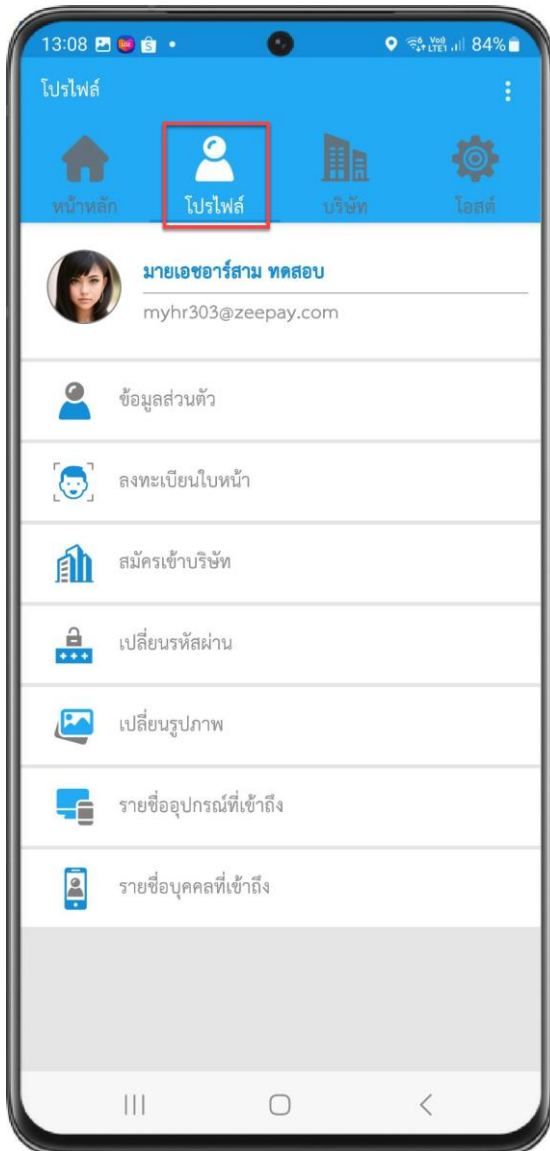 13:08
84%
โปรไฟล์
หน้าหลัก
โปรไฟล์
บริษัท
โฮสต์
มายเอชอาร์สาม ทดสอบ
myhr303@zeepay.com
ข้อมูลส่วนตัว
ลงทะเบียนใบหน้า
สมัครเข้าบริษัท
เปลี่ยนรหัสผ่าน
เปลี่ยนรูปภาพ
รายชื่ออุปกรณ์ที่เข้าถึง
รายชื่อบุคคลที่เข้าถึง